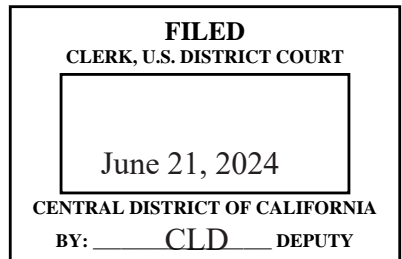 FILED
CLERK, U.S. DISTRICT COURT
June 21, 2024
CENTRAL DISTRICT OF CALIFORNIA
BY: CLD DEPUTY